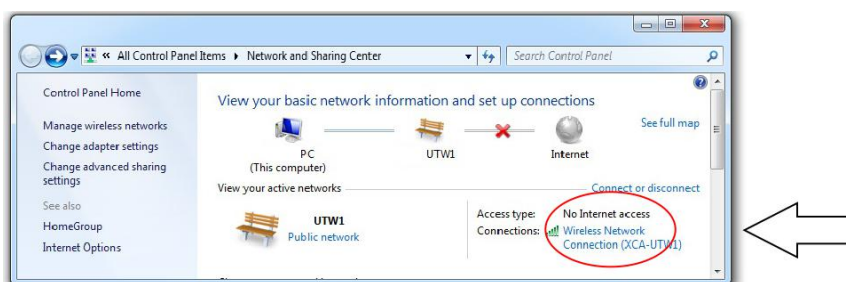 « All Control Panel Items ▸ Network and Sharing Center
Search Control Panel
Control Panel Home
Manage wireless networks
Change adapter settings
Change advanced sharing
settings
See also
HomeGroup
Internet Options
View your basic network information and set up connections
See full map
PC
(This computer)
UTW1
Internet
View your active networks
Connect or disconnect
UTW1
Public network
Access type: No Internet access
Connections: Wireless Network
Connection (XCA-UTW1)